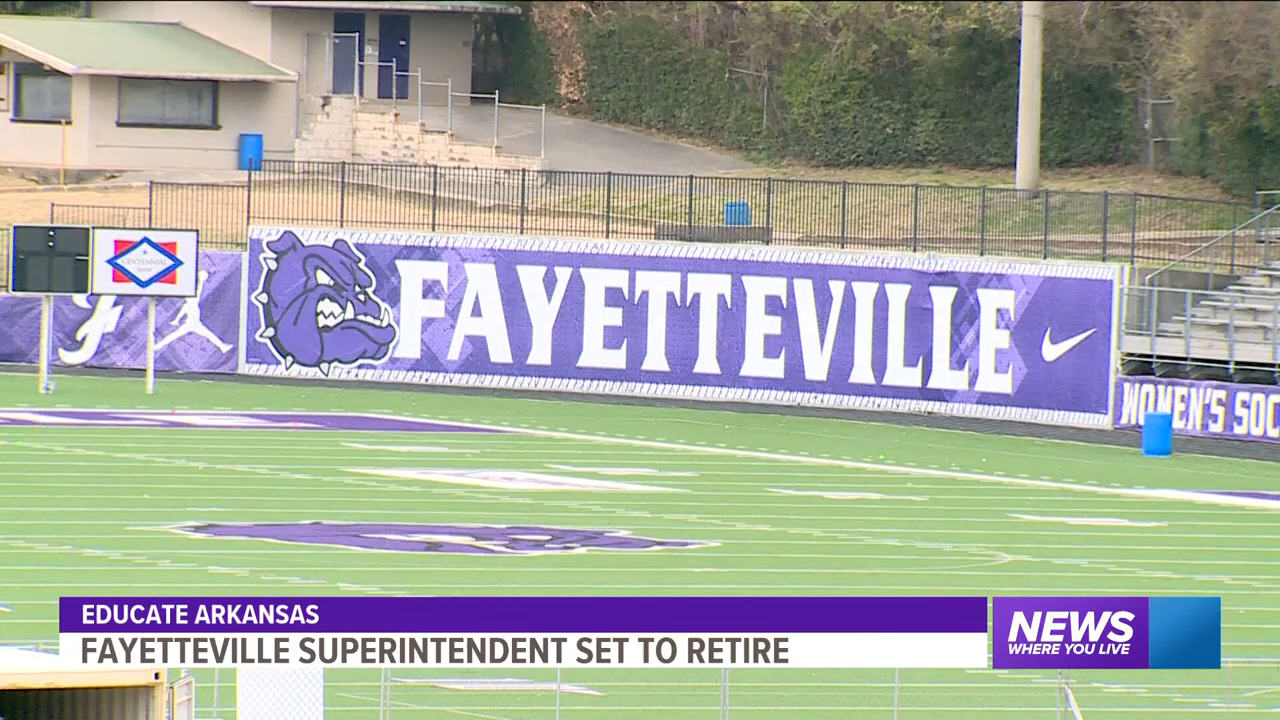 CENTENNIAL
BANK
F
FAYETTEVILLE
WOMEN'S SOC
EDUCATE ARKANSAS
FAYETTEVILLE SUPERINTENDENT SET TO RETIRE
NEWS
WHERE YOU LIVE